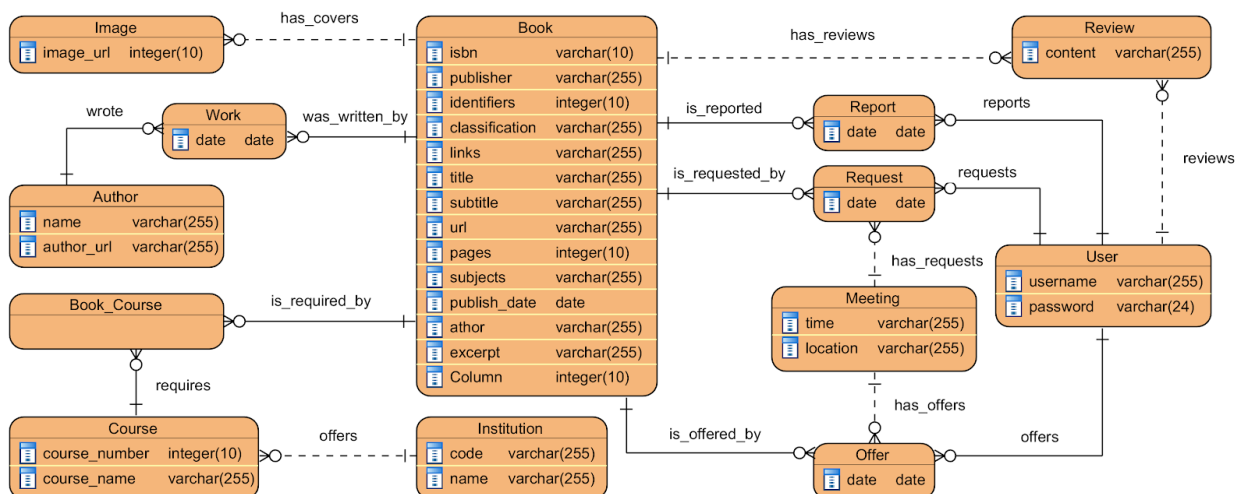 Image
image_url integer(10)
has_covers
Book
isbn varchar(10)
publisher varchar(255)
identifiers integer(10)
classification varchar(255)
links varchar(255)
title varchar(255)
subtitle varchar(255)
url varchar(255)
pages integer(10)
subjects varchar(255)
publish_date date
athor varchar(255)
excerpt varchar(255)
Column integer(10)
has_reviews
Review
content varchar(255)
wrote
Work
date date
was_written_by
is_reported
Report
date date
reports
reviews
Author
name varchar(255)
author_url varchar(255)
is_requested_by
Request
date date
requests
has_requests
User
username varchar(255)
password varchar(24)
Book_Course
is_required_by
Meeting
time varchar(255)
location varchar(255)
requires
has_offers
Course
course_number integer(10)
course_name varchar(255)
offers
Institution
code varchar(255)
name varchar(255)
is_offered_by
Offer
date date
offers